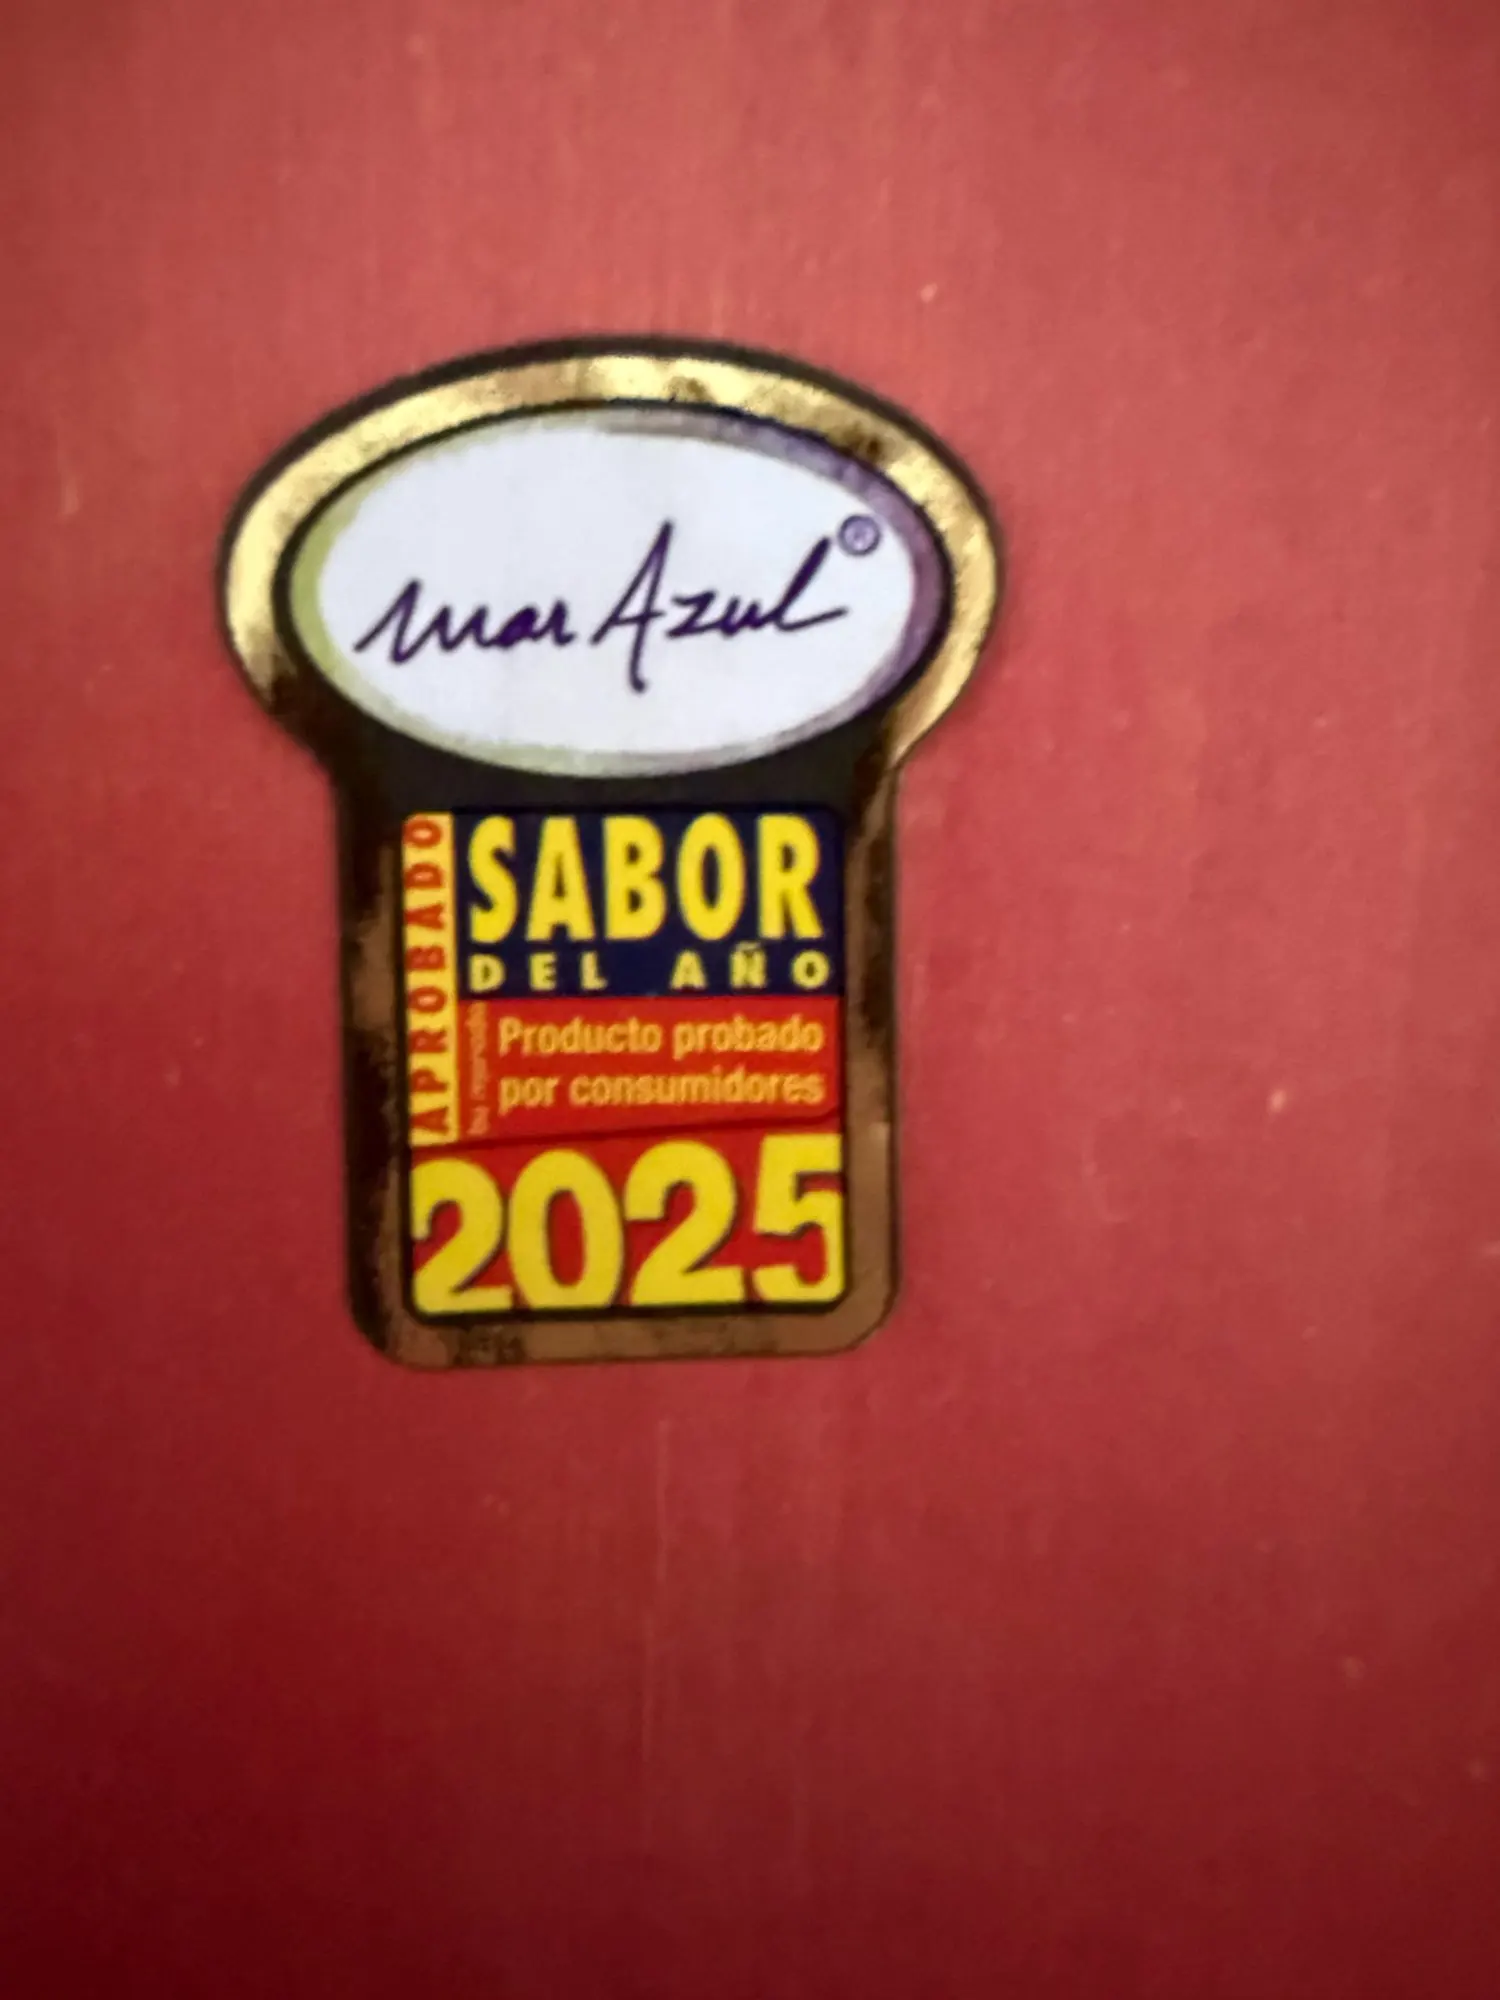 mar Azul®
APROBADO
SABOR
DEL AÑO
Producto probado
por consumidores
2025